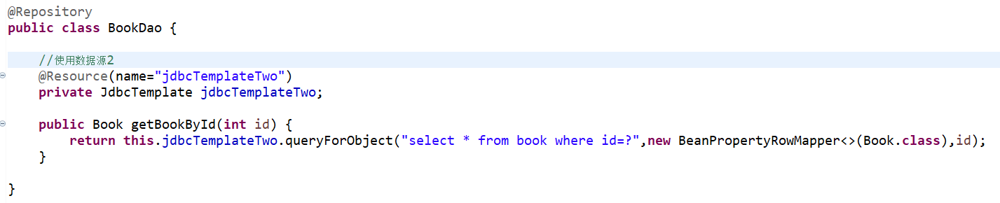 @Repository
public class BookDao {
//使用数据源2
@Resource(name="jdbcTemplateTwo")
private JdbcTemplate jdbcTemplateTwo;
public Book getBookById(int id) {
return this.jdbcTemplateTwo.queryForObject("select * from book where id=?",new BeanPropertyRowMapper<>(Book.class),id);
}
}